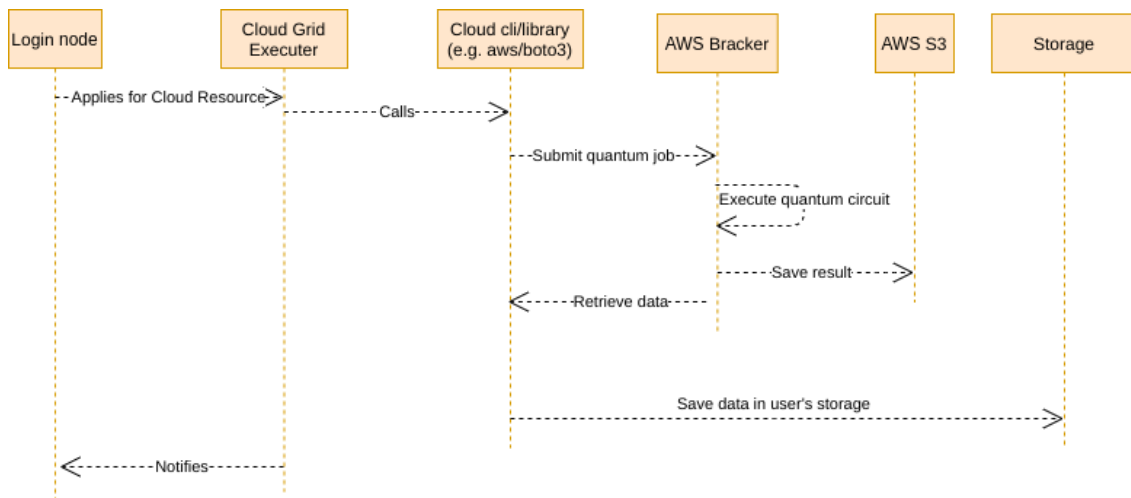 Login node
Cloud Grid
Executer
Cloud cli/library
(e.g. aws/boto3)
AWS Bracker
AWS S3
Storage
Applies for Cloud Resource
Calls
Submit quantum job
Execute quantum circuit
Save result
Retrieve data
Save data in user's storage
Notifies